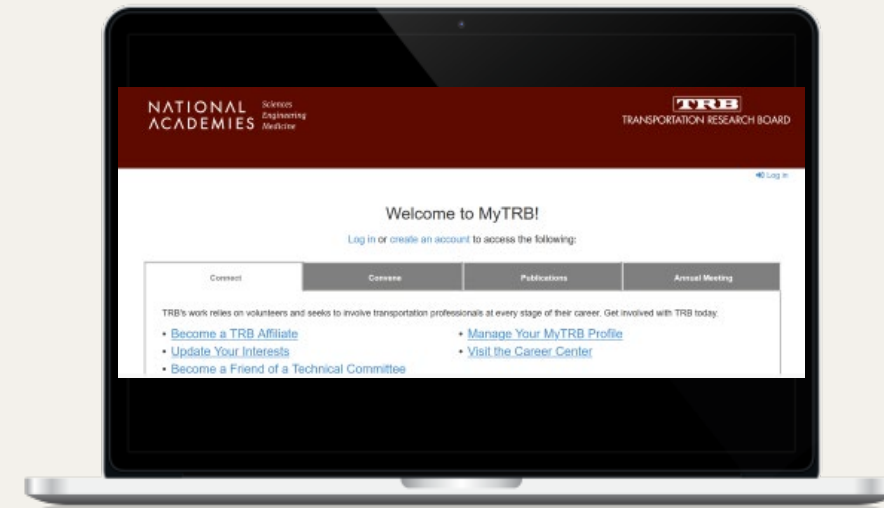 NATIONAL ACADEMIES Sciences Engineering Medicine
TRB
TRANSPORTATION RESEARCH BOARD
Log in
Welcome to MyTRB!
Log in or create an account to access the following:
Connect Convene Publications Annual Meeting
TRB's work relies on volunteers and seeks to involve transportation professionals at every stage of their career. Get involved with TRB today.
• Become a TRB Affiliate
• Update Your Interests
• Become a Friend of a Technical Committee
• Manage Your MyTRB Profile
• Visit the Career Center